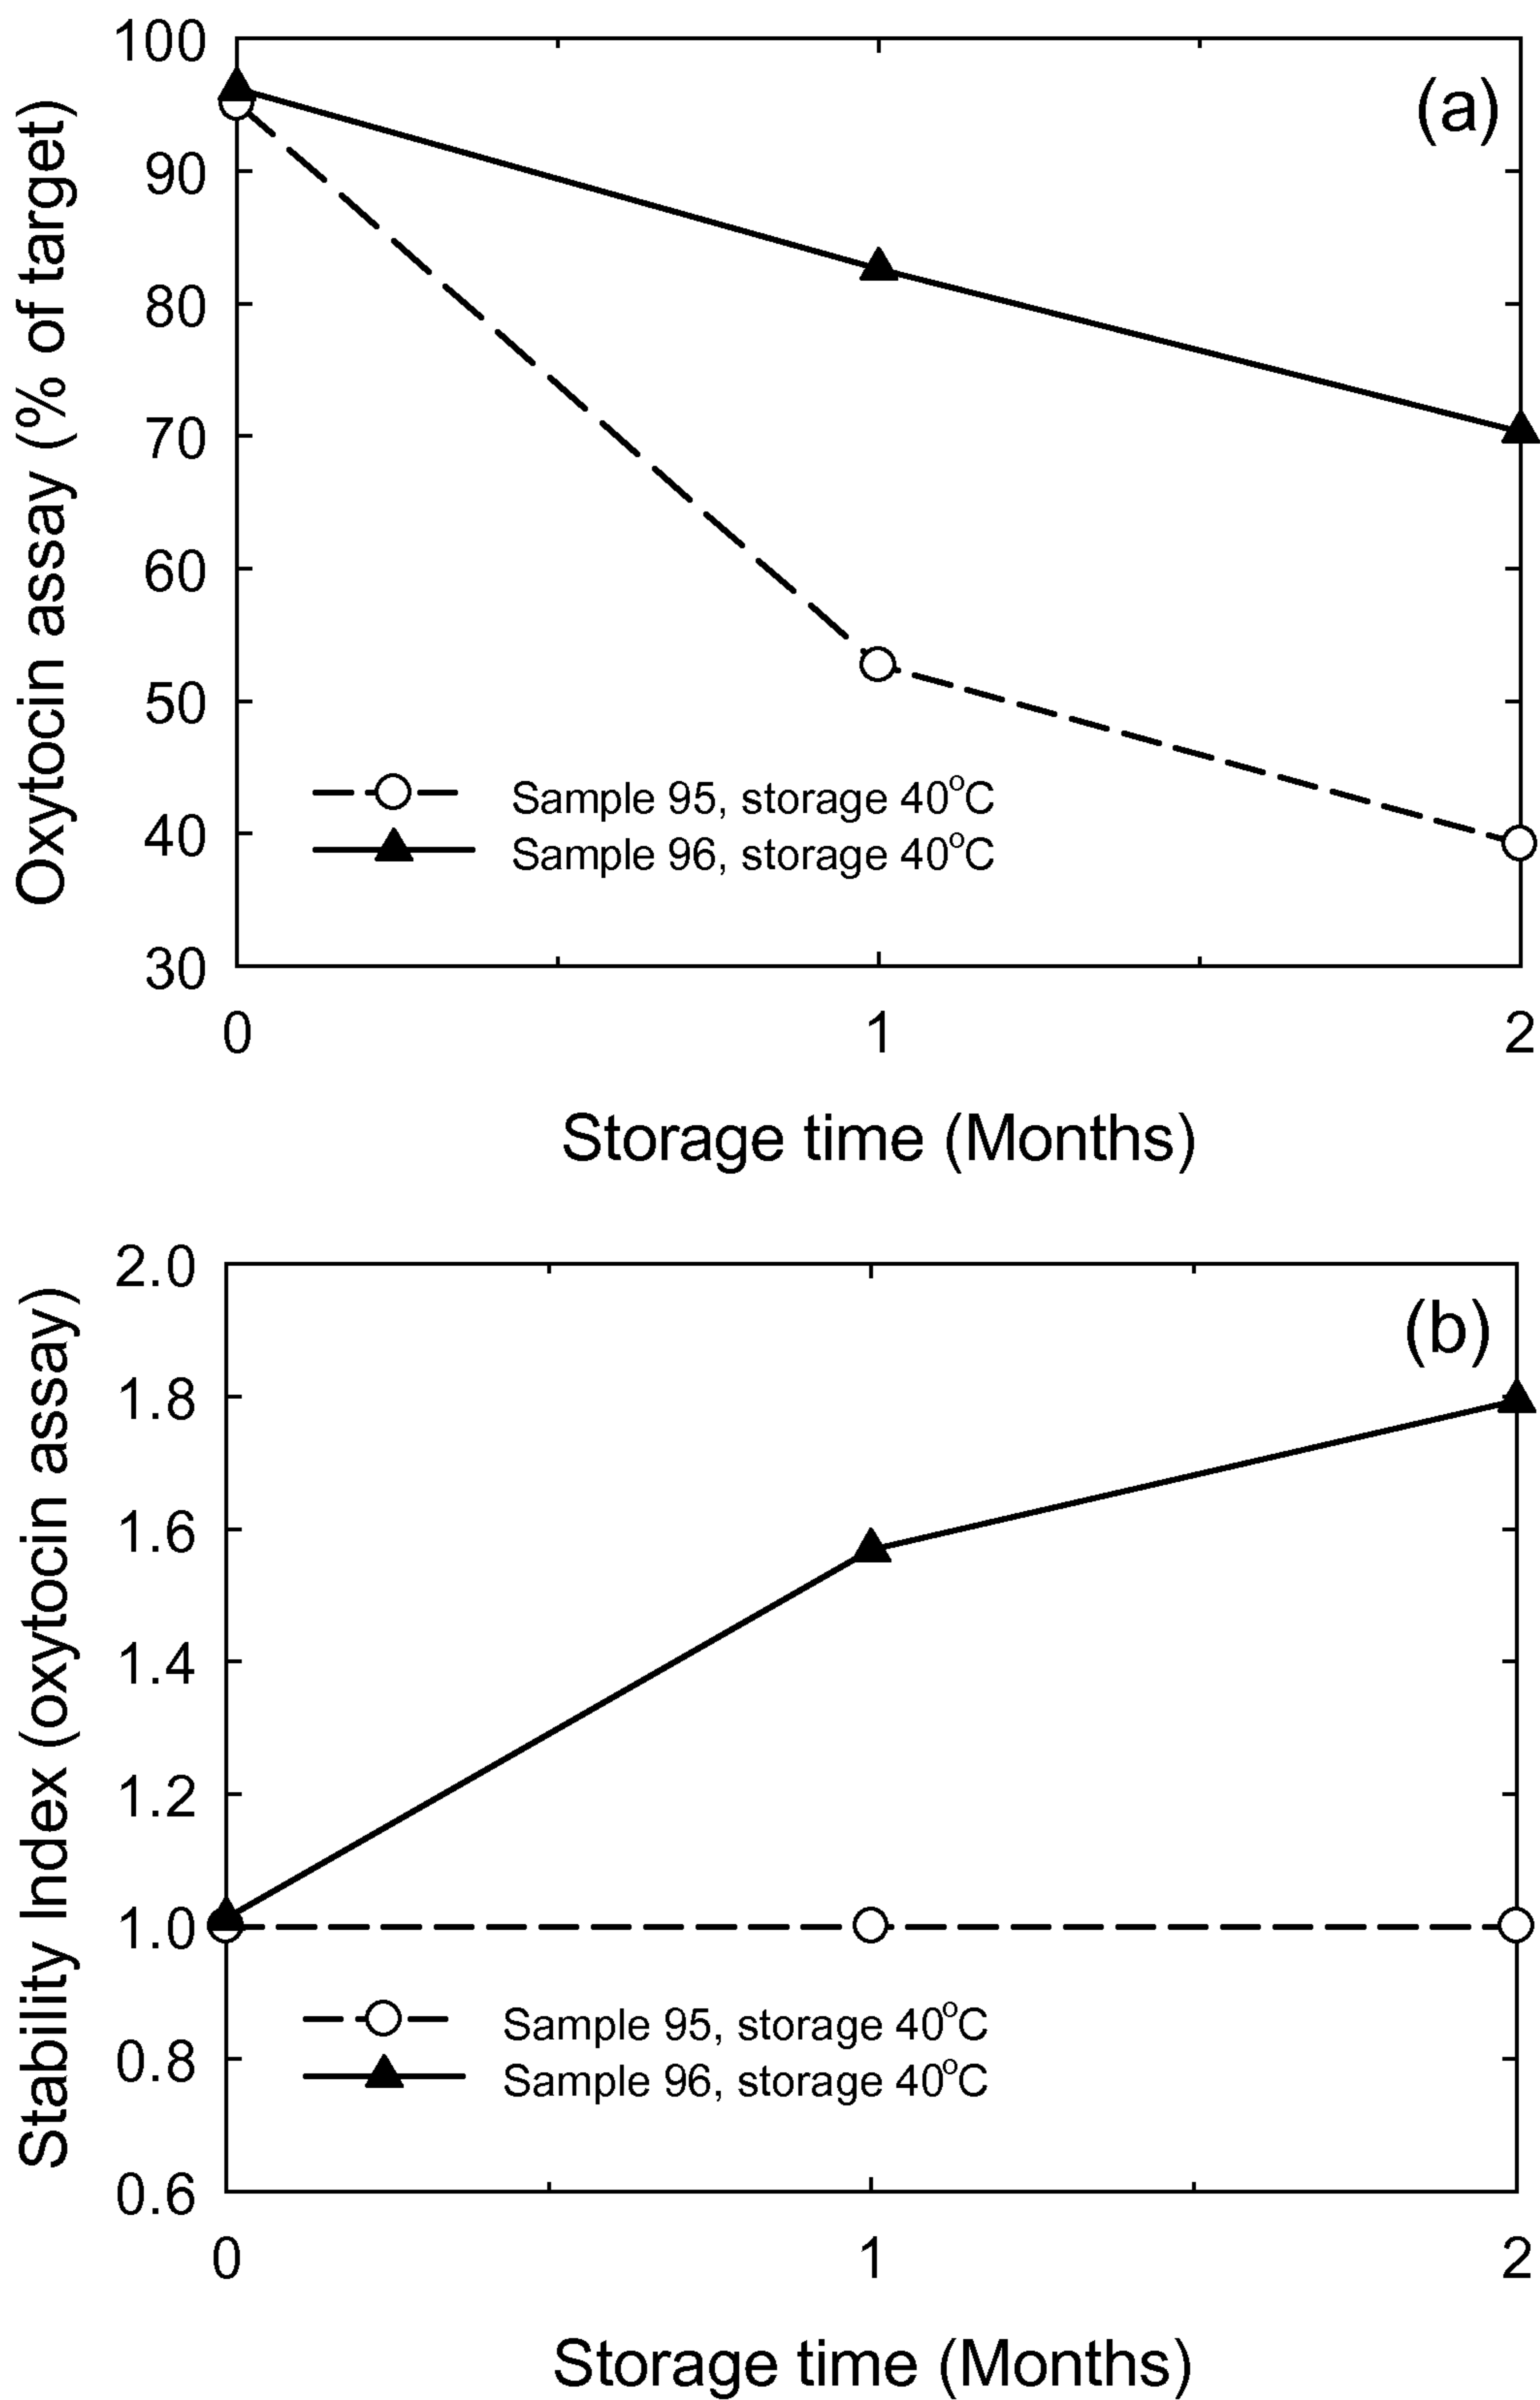 100
(a)
90
80
70
60
50
40
30
Oxytocin assay (% of target)
Sample 95, storage 40°C
Sample 96, storage 40°C
0 1 2
Storage time (Months)
2.0
(b)
1.8
1.6
1.4
1.2
1.0
0.8
0.6
Stability Index (oxytocin assay)
Sample 95, storage 40°C
Sample 96, storage 40°C
0 1 2
Storage time (Months)